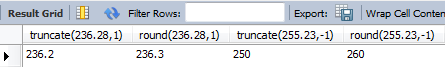 Result Grid Filter Rows: Export: Wrap Cell Conten
truncate(236.28,1) round(236.28,1) truncate(255.23,-1) round(255.23,-1)
236.2 236.3 250 260